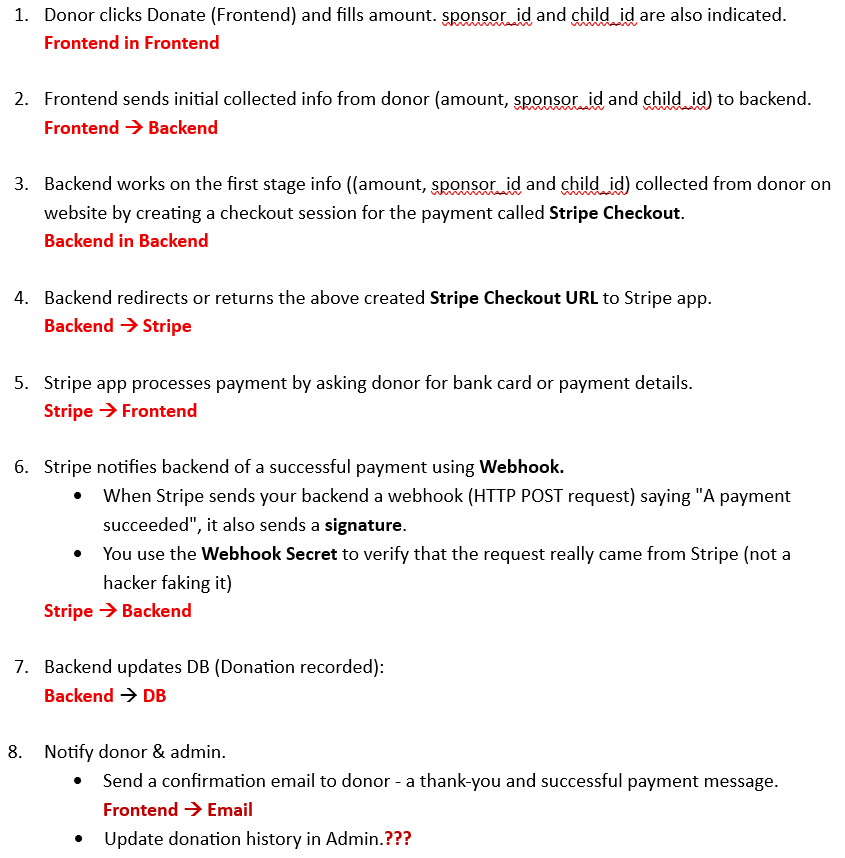 1. Donor clicks Donate (Frontend) and fills amount. sponsor_id and child_id are also indicated.
Frontend in Frontend
2. Frontend sends initial collected info from donor (amount, sponsor_id and child_id) to backend.
Frontend → Backend
3. Backend works on the first stage info ((amount, sponsor_id and child_id) collected from donor on
website by creating a checkout session for the payment called Stripe Checkout.
Backend in Backend
4. Backend redirects or returns the above created Stripe Checkout URL to Stripe app.
Backend → Stripe
5. Stripe app processes payment by asking donor for bank card or payment details.
Stripe → Frontend
6. Stripe notifies backend of a successful payment using Webhook.
• When Stripe sends your backend a webhook (HTTP POST request) saying "A payment
succeeded", it also sends a signature.
• You use the Webhook Secret to verify that the request really came from Stripe (not a
hacker faking it)
Stripe → Backend
7. Backend updates DB (Donation recorded):
Backend → DB
8. Notify donor & admin.
• Send a confirmation email to donor - a thank-you and successful payment message.
Frontend → Email
• Update donation history in Admin.???